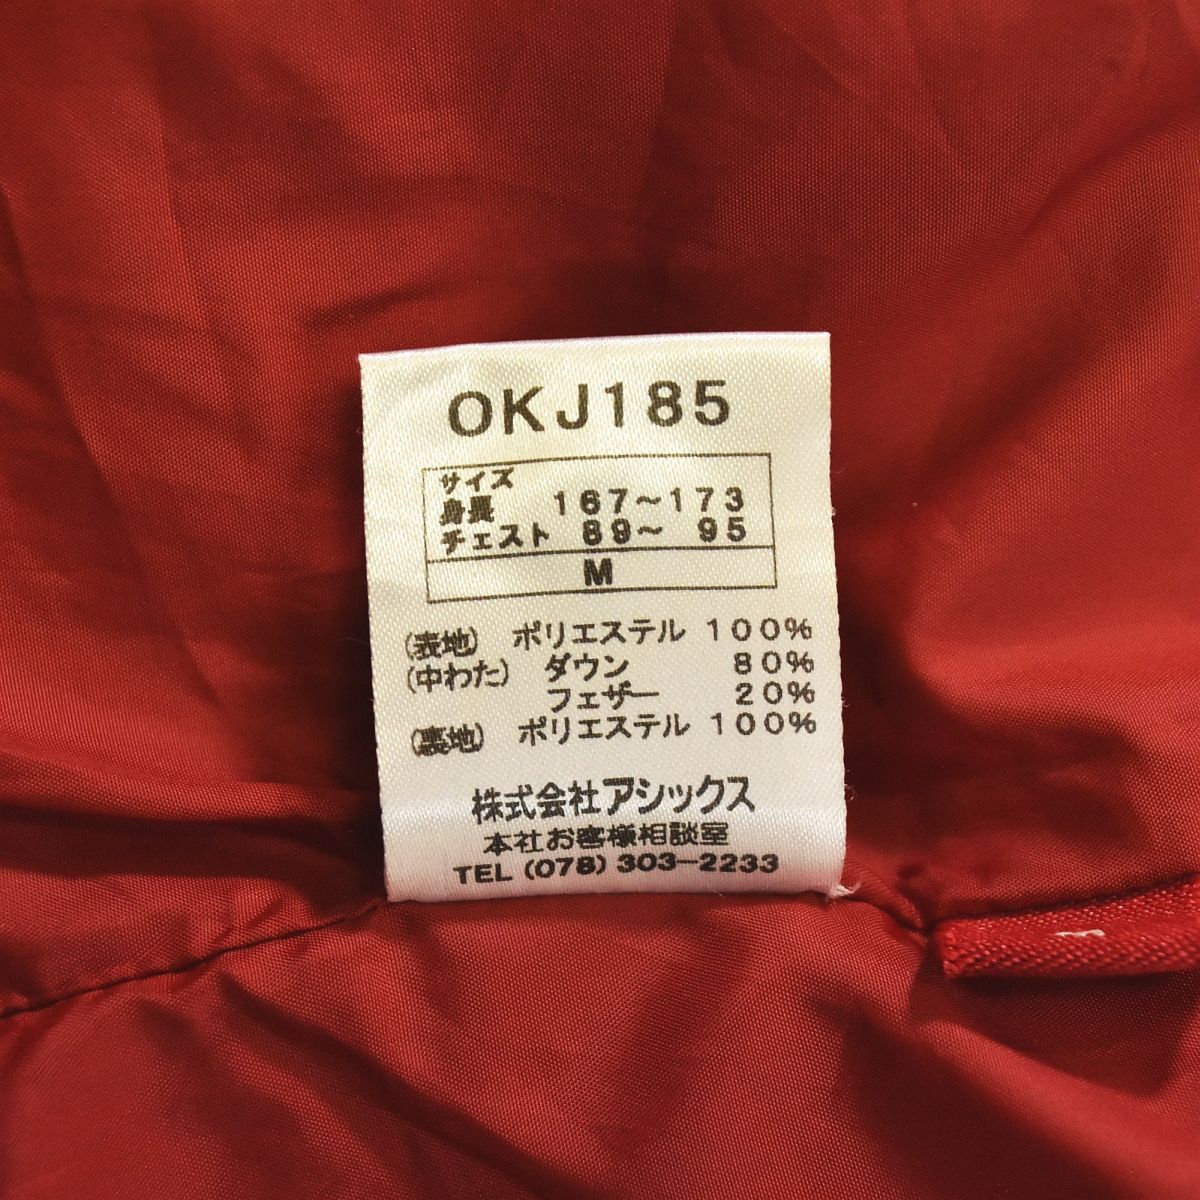 OKJ185
サイズ
身長 167～173
チェスト 89～ 95
M
(表地) ポリエステル 100%
(中わた) ダウン 80%
フェザー 20%
(裏地) ポリエステル 100%
株式会社アシックス
本社お客様相談室
TEL (078) 303-2233